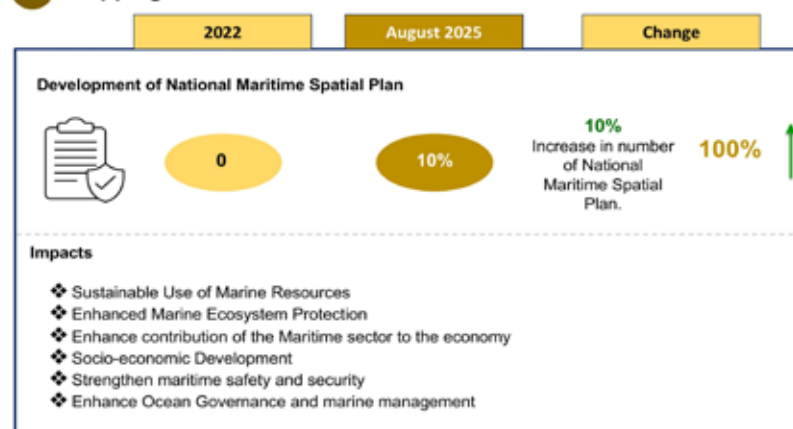 2022
August 2025
Change
Development of National Maritime Spatial Plan
0
10%
10%
Increase in number
of National
Maritime Spatial
Plan.
100%
Impacts
❖ Sustainable Use of Marine Resources
❖ Enhanced Marine Ecosystem Protection
❖ Enhance contribution of the Maritime sector to the economy
❖ Socio-economic Development
❖ Strengthen maritime safety and security
❖ Enhance Ocean Governance and marine management